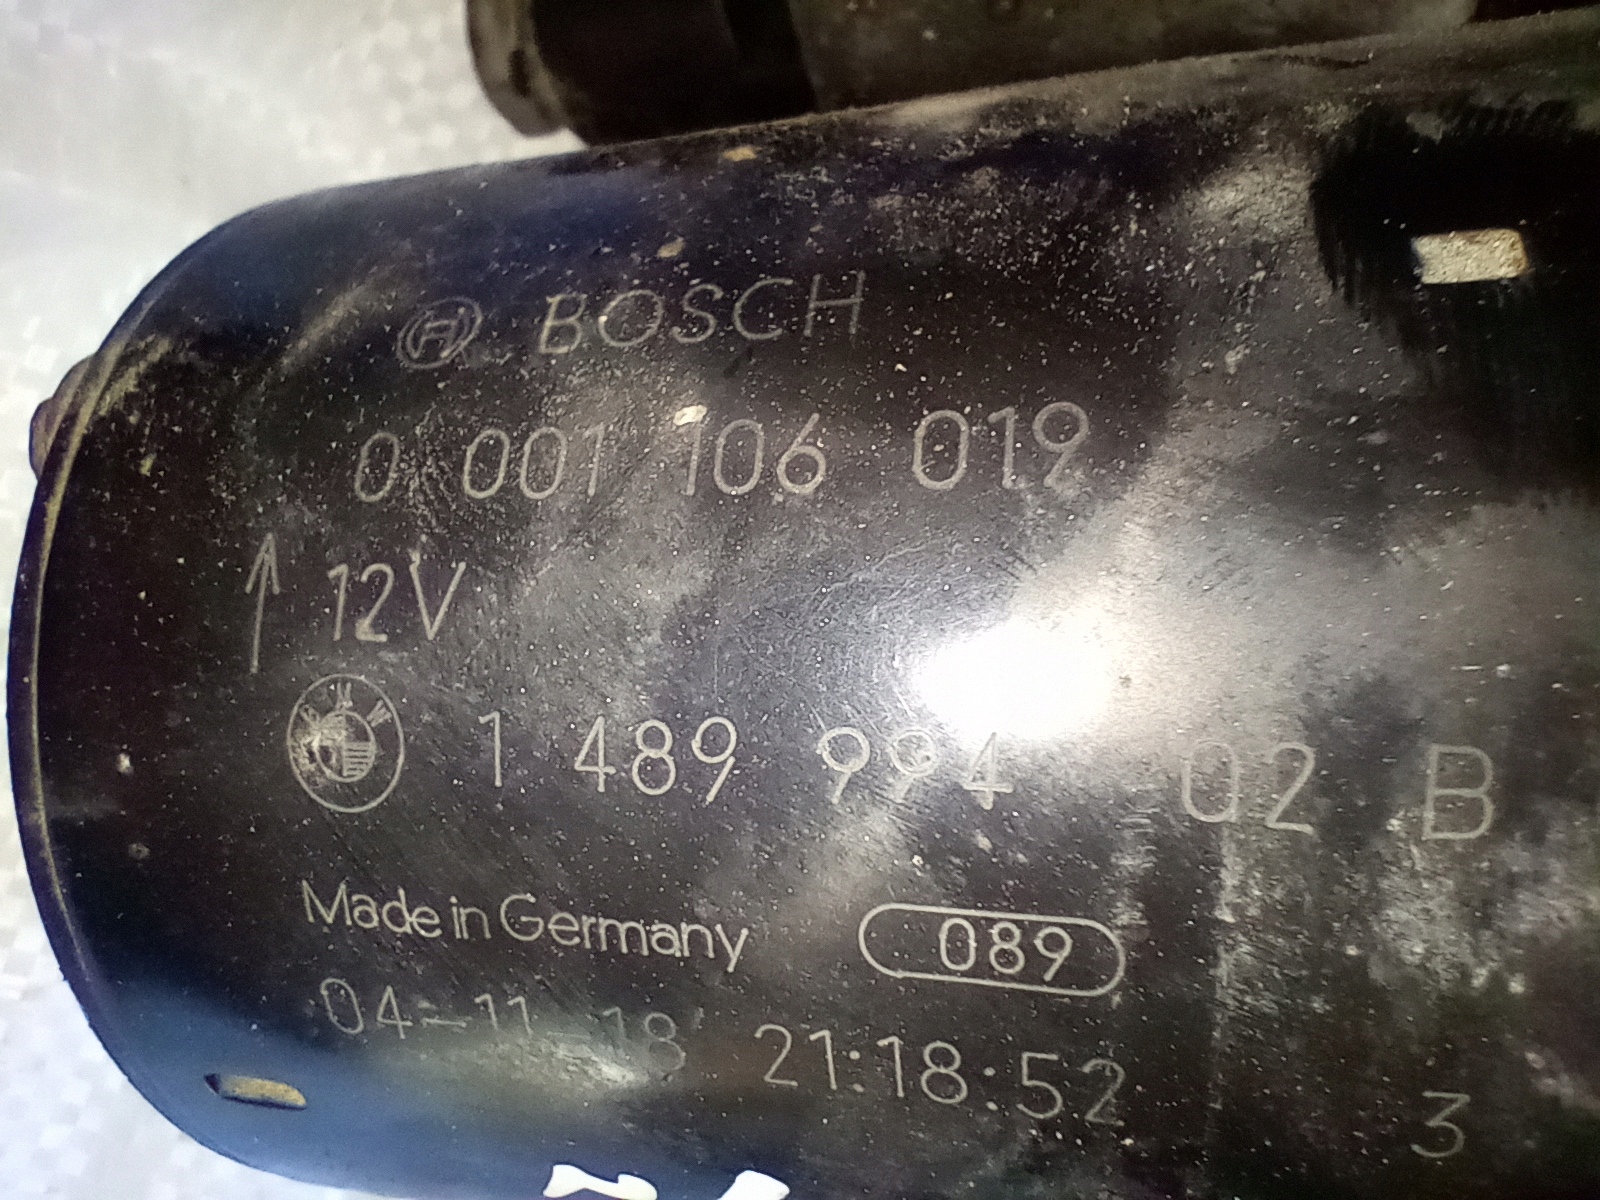 BOSCH
0 001 106 019
↑ 12V
BMW 1 489 994 02 B
Made in Germany 089
04-11-18 21:18:52 3